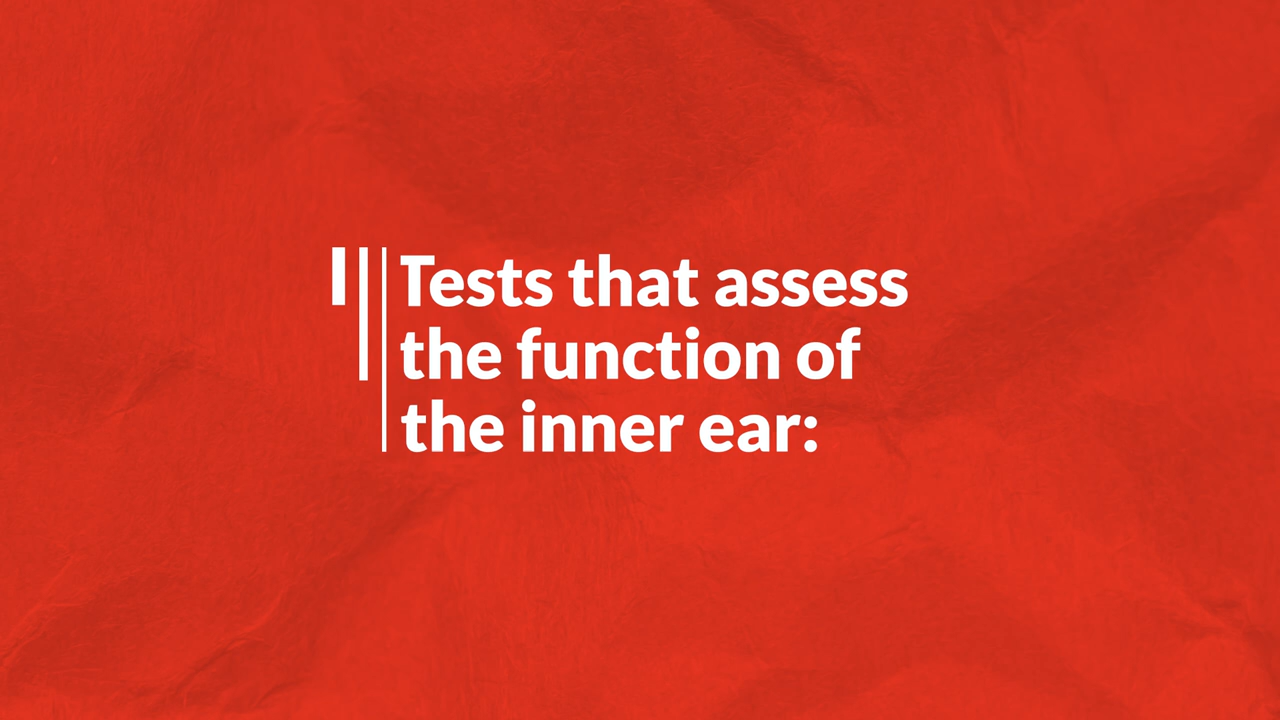 Tests that assess
the function of
the inner ear: